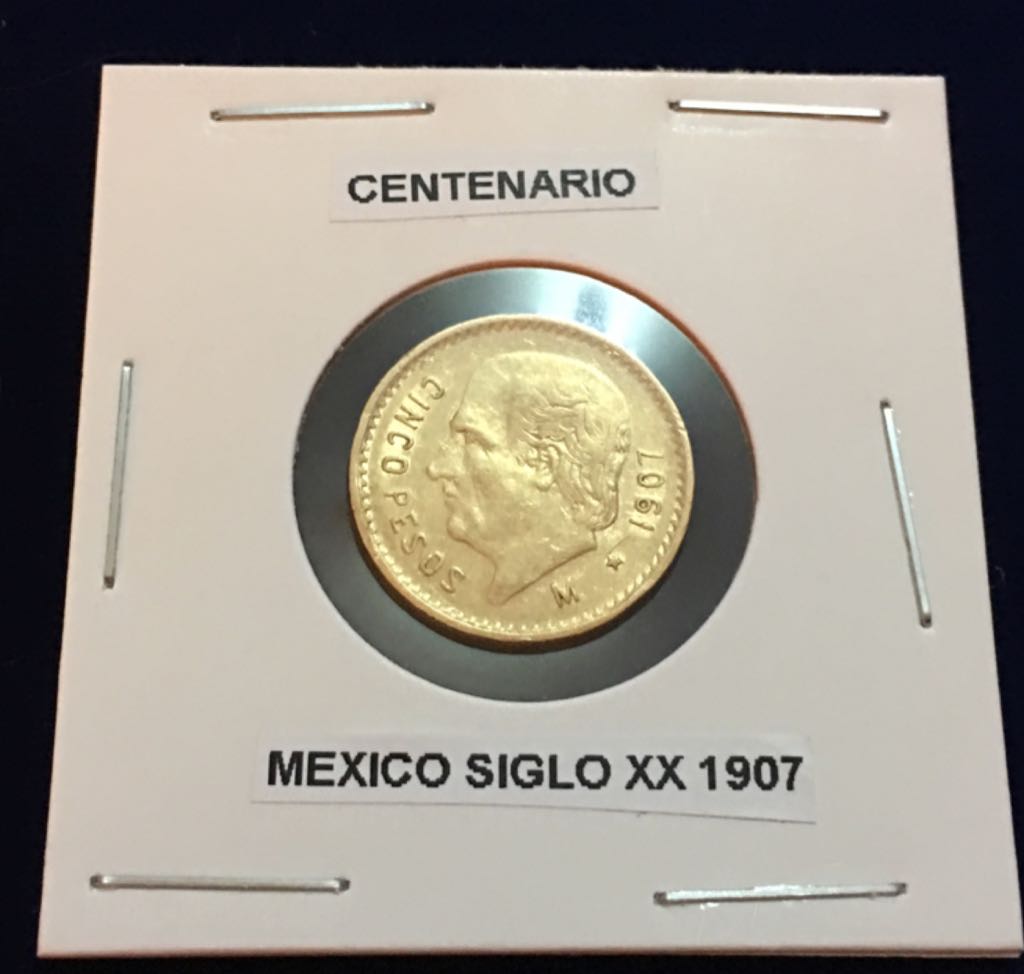 CENTENARIO
CINCO PESOS
1907
M
MEXICO SIGLO XX 1907